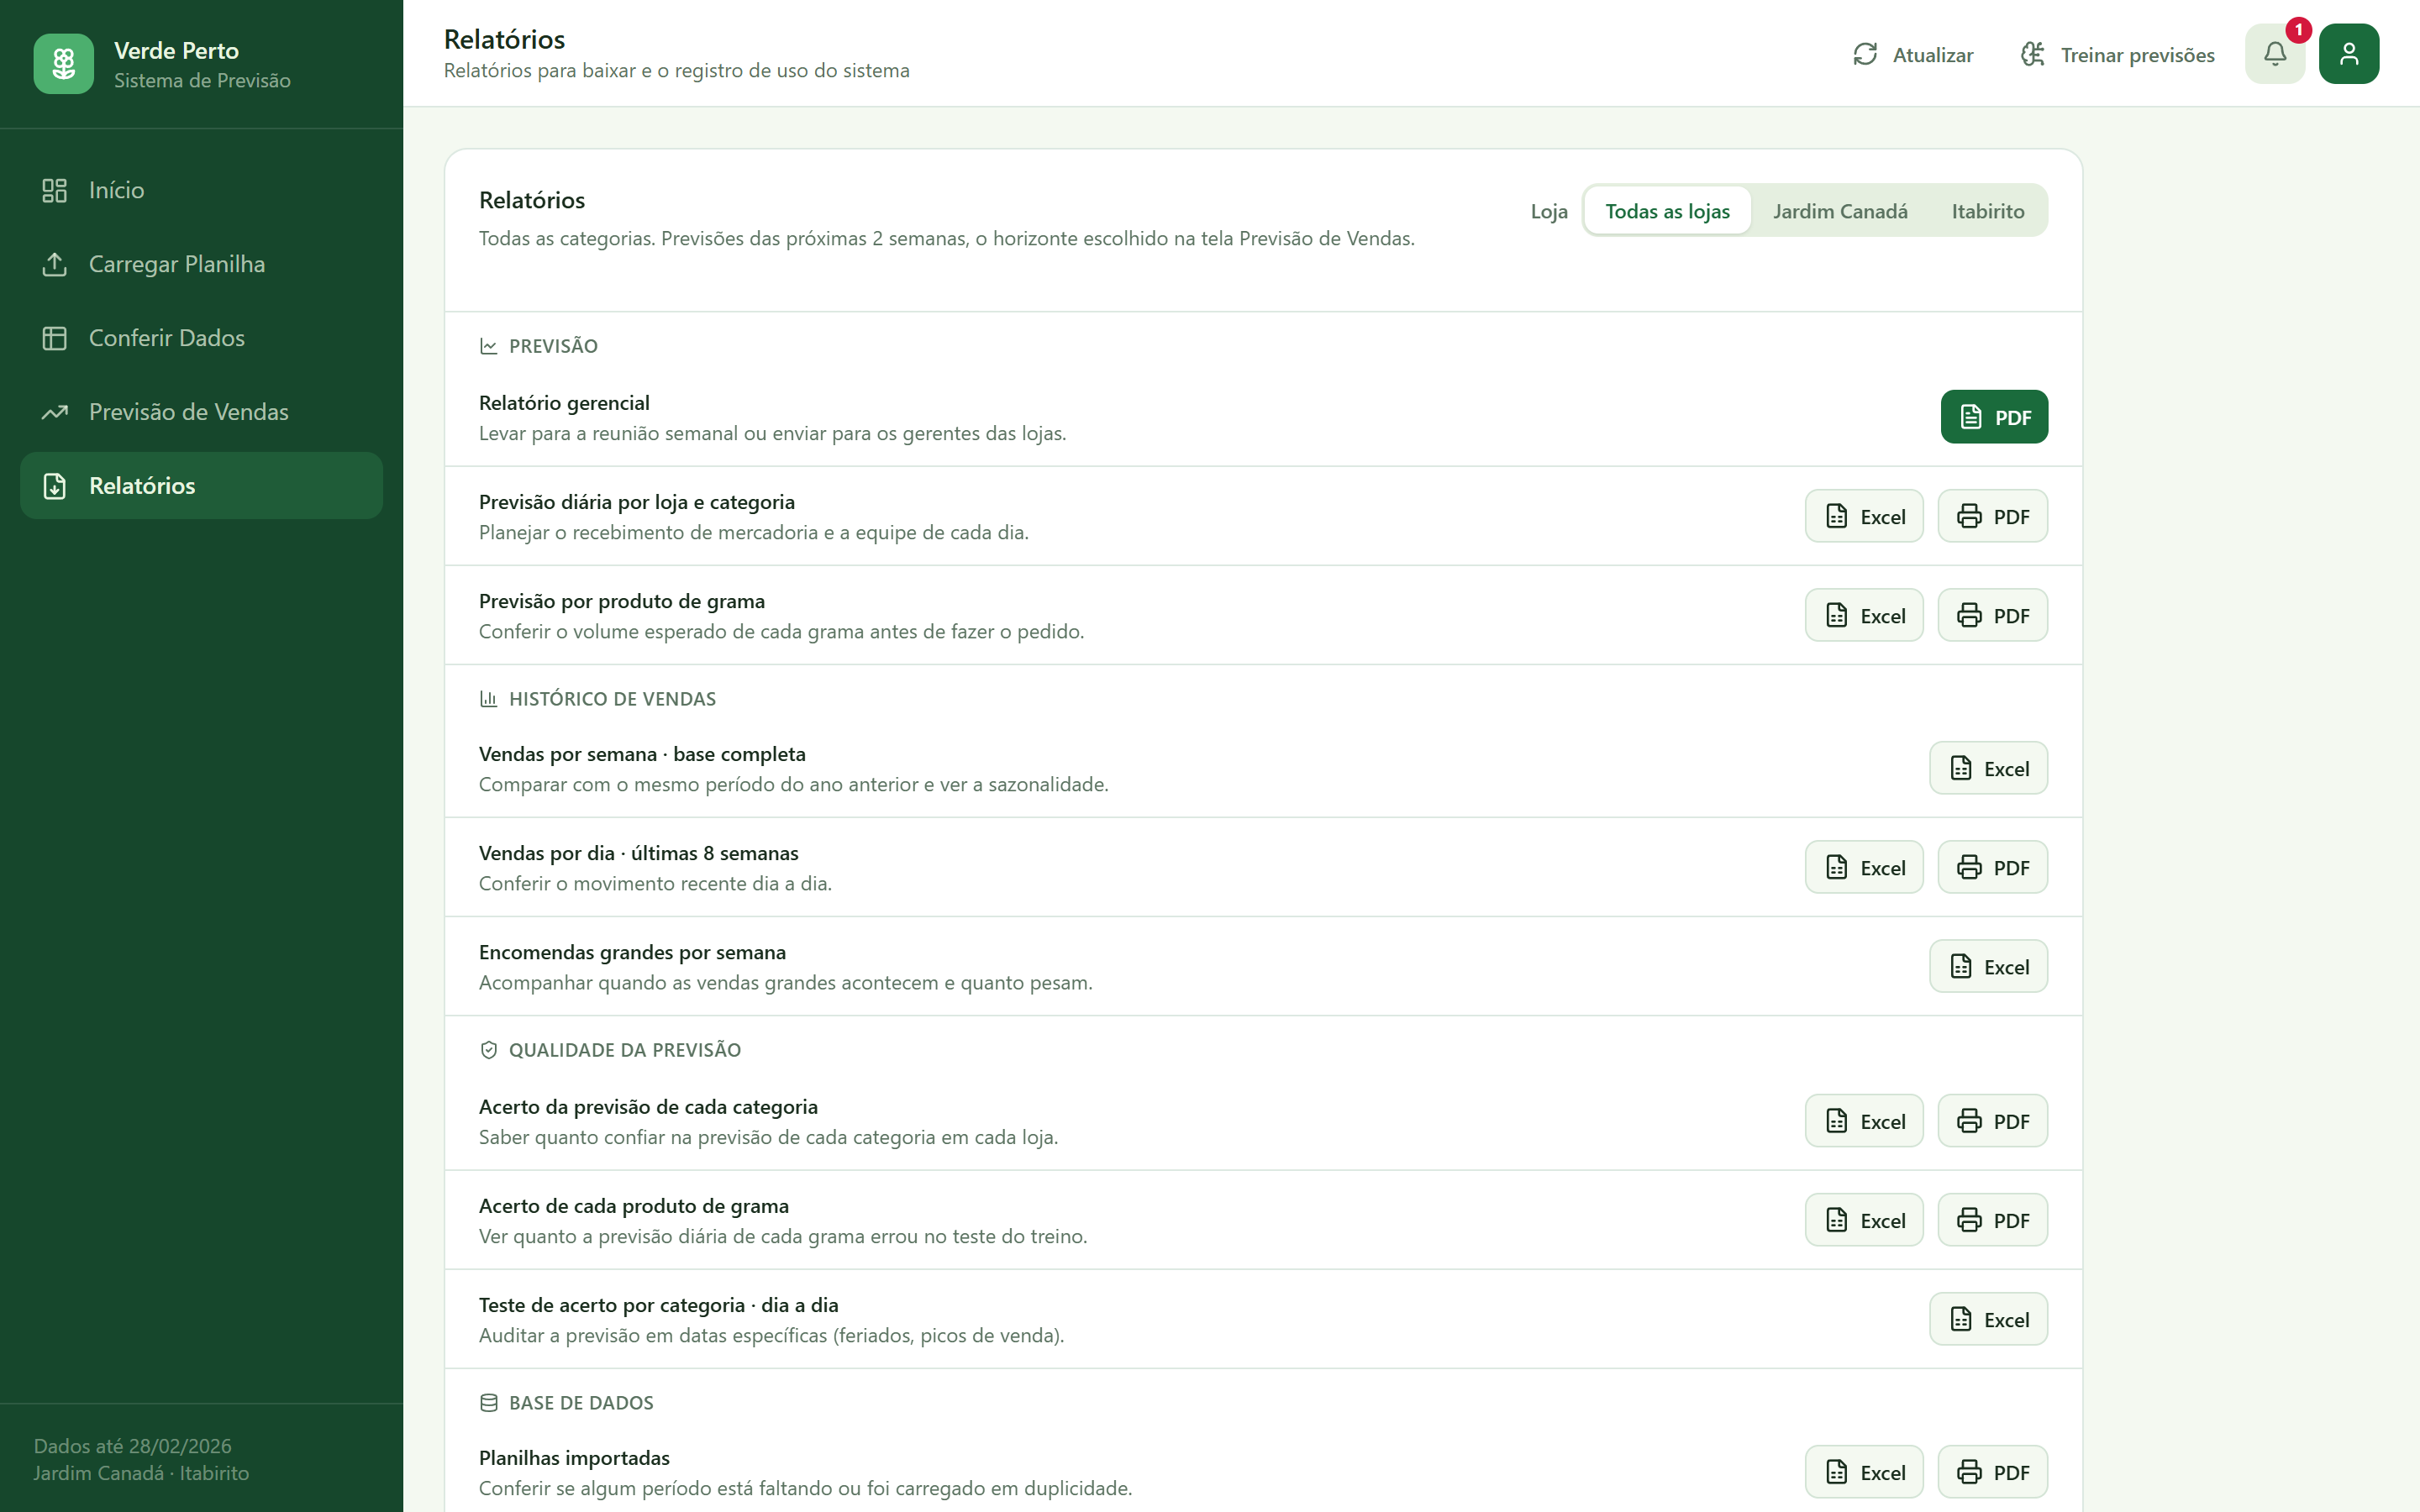 Verde Perto
Sistema de Previsão
Início
Carregar Planilha
Conferir Dados
Previsão de Vendas
Relatórios
Dados até 28/02/2026
Jardim Canadá · Itabirito
Relatórios
Relatórios para baixar e o registro de uso do sistema
Atualizar
Treinar previsões
1
Relatórios
Todas as categorias. Previsões das próximas 2 semanas, o horizonte escolhido na tela Previsão de Vendas.
Loja
Todas as lojas
Jardim Canadá
Itabirito
PREVISÃO
Relatório gerencial
Levar para a reunião semanal ou enviar para os gerentes das lojas.
PDF
Previsão diária por loja e categoria
Planejar o recebimento de mercadoria e a equipe de cada dia.
Excel
PDF
Previsão por produto de grama
Conferir o volume esperado de cada grama antes de fazer o pedido.
Excel
PDF
HISTÓRICO DE VENDAS
Vendas por semana · base completa
Comparar com o mesmo período do ano anterior e ver a sazonalidade.
Excel
Vendas por dia · últimas 8 semanas
Conferir o movimento recente dia a dia.
Excel
PDF
Encomendas grandes por semana
Acompanhar quando as vendas grandes acontecem e quanto pesam.
Excel
QUALIDADE DA PREVISÃO
Acerto da previsão de cada categoria
Saber quanto confiar na previsão de cada categoria em cada loja.
Excel
PDF
Acerto de cada produto de grama
Ver quanto a previsão diária de cada grama errou no teste do treino.
Excel
PDF
Teste de acerto por categoria · dia a dia
Auditar a previsão em datas específicas (feriados, picos de venda).
Excel
BASE DE DADOS
Planilhas importadas
Conferir se algum período está faltando ou foi carregado em duplicidade.
Excel
PDF